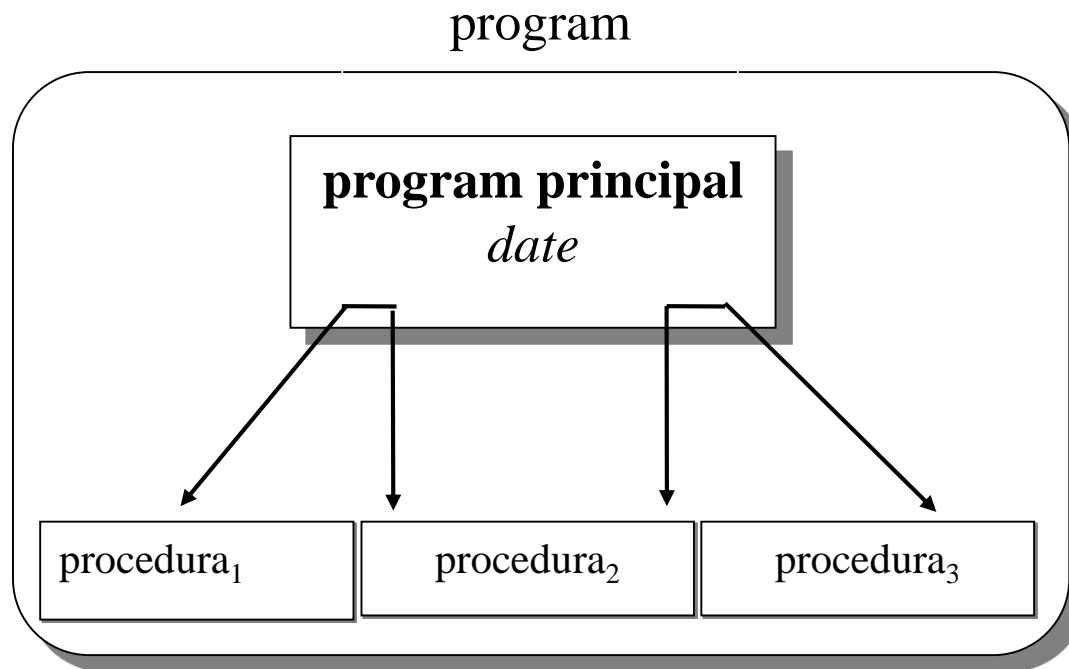 program
program principal
date
procedura₁
procedura₂
procedura₃